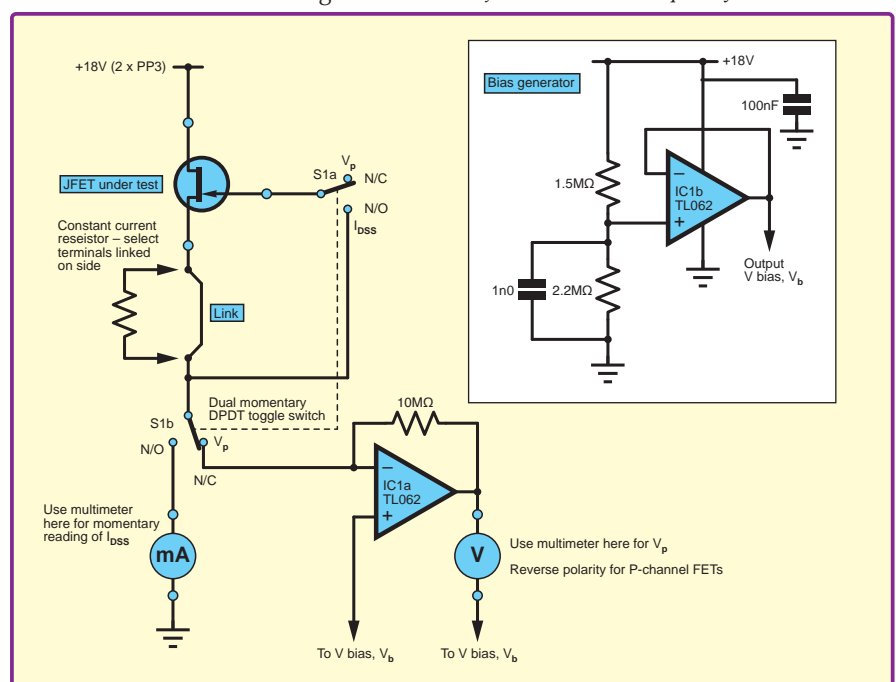 +18V (2 x PP3)
JFET under test
S1a
Vp
N/C
N/O
IDSS
Constant current
reseistor – select
terminals linked
on side
Link
Dual momentary
DPDT toggle switch
S1b
N/O
Vp
N/C
10MΩ
–
IC1a
TL062
+
Use multimeter
here for momentary
reading of IDSS
mA
V
Use multimeter here for Vp
Reverse polarity for P-channel FETs
To V bias, Vb
To V bias, Vb
Bias generator
+18V
100nF
1.5MΩ
–
IC1b
TL062
+
1n0
2.2MΩ
Output
V bias, Vb